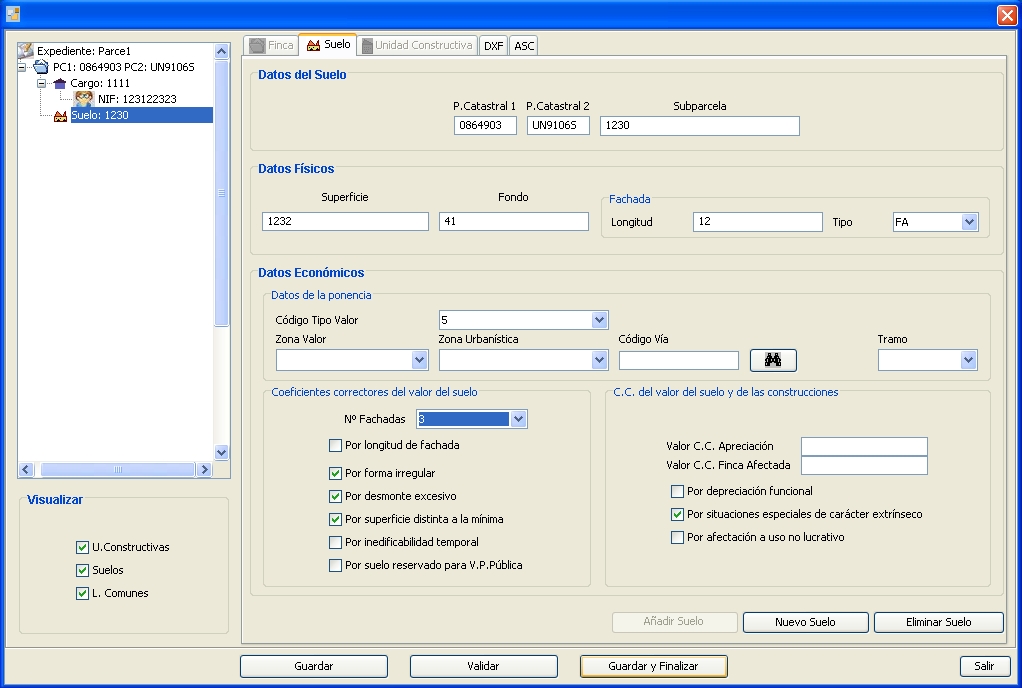 Expediente: Parce1
PC1: 0864903 PC2: UN91065
Cargo: 1111
NIF: 123122323
Suelo: 1230
Finca
Suelo
Unidad Constructiva
DXF
ASC
Datos del Suelo
P.Catastral 1 P.Catastral 2 Subparcela
0864903 UN91065 1230
Datos Físicos
Superficie Fondo
1232 41
Fachada
Longitud 12 Tipo FA
Datos Económicos
Datos de la ponencia
Código Tipo Valor 5
Zona Valor Zona Urbanística Código Vía Tramo
Coeficientes correctores del valor del suelo
Nº Fachadas 3
Por longitud de fachada
Por forma irregular
Por desmonte excesivo
Por superficie distinta a la mínima
Por inedificabilidad temporal
Por suelo reservado para V.P.Pública
C.C. del valor del suelo y de las construcciones
Valor C.C. Apreciación
Valor C.C. Finca Afectada
Por depreciación funcional
Por situaciones especiales de carácter extrínseco
Por afectación a uso no lucrativo
Visualizar
U.Constructivas
Suelos
L. Comunes
Añadir Suelo Nuevo Suelo Eliminar Suelo
Guardar Validar Guardar y Finalizar Salir